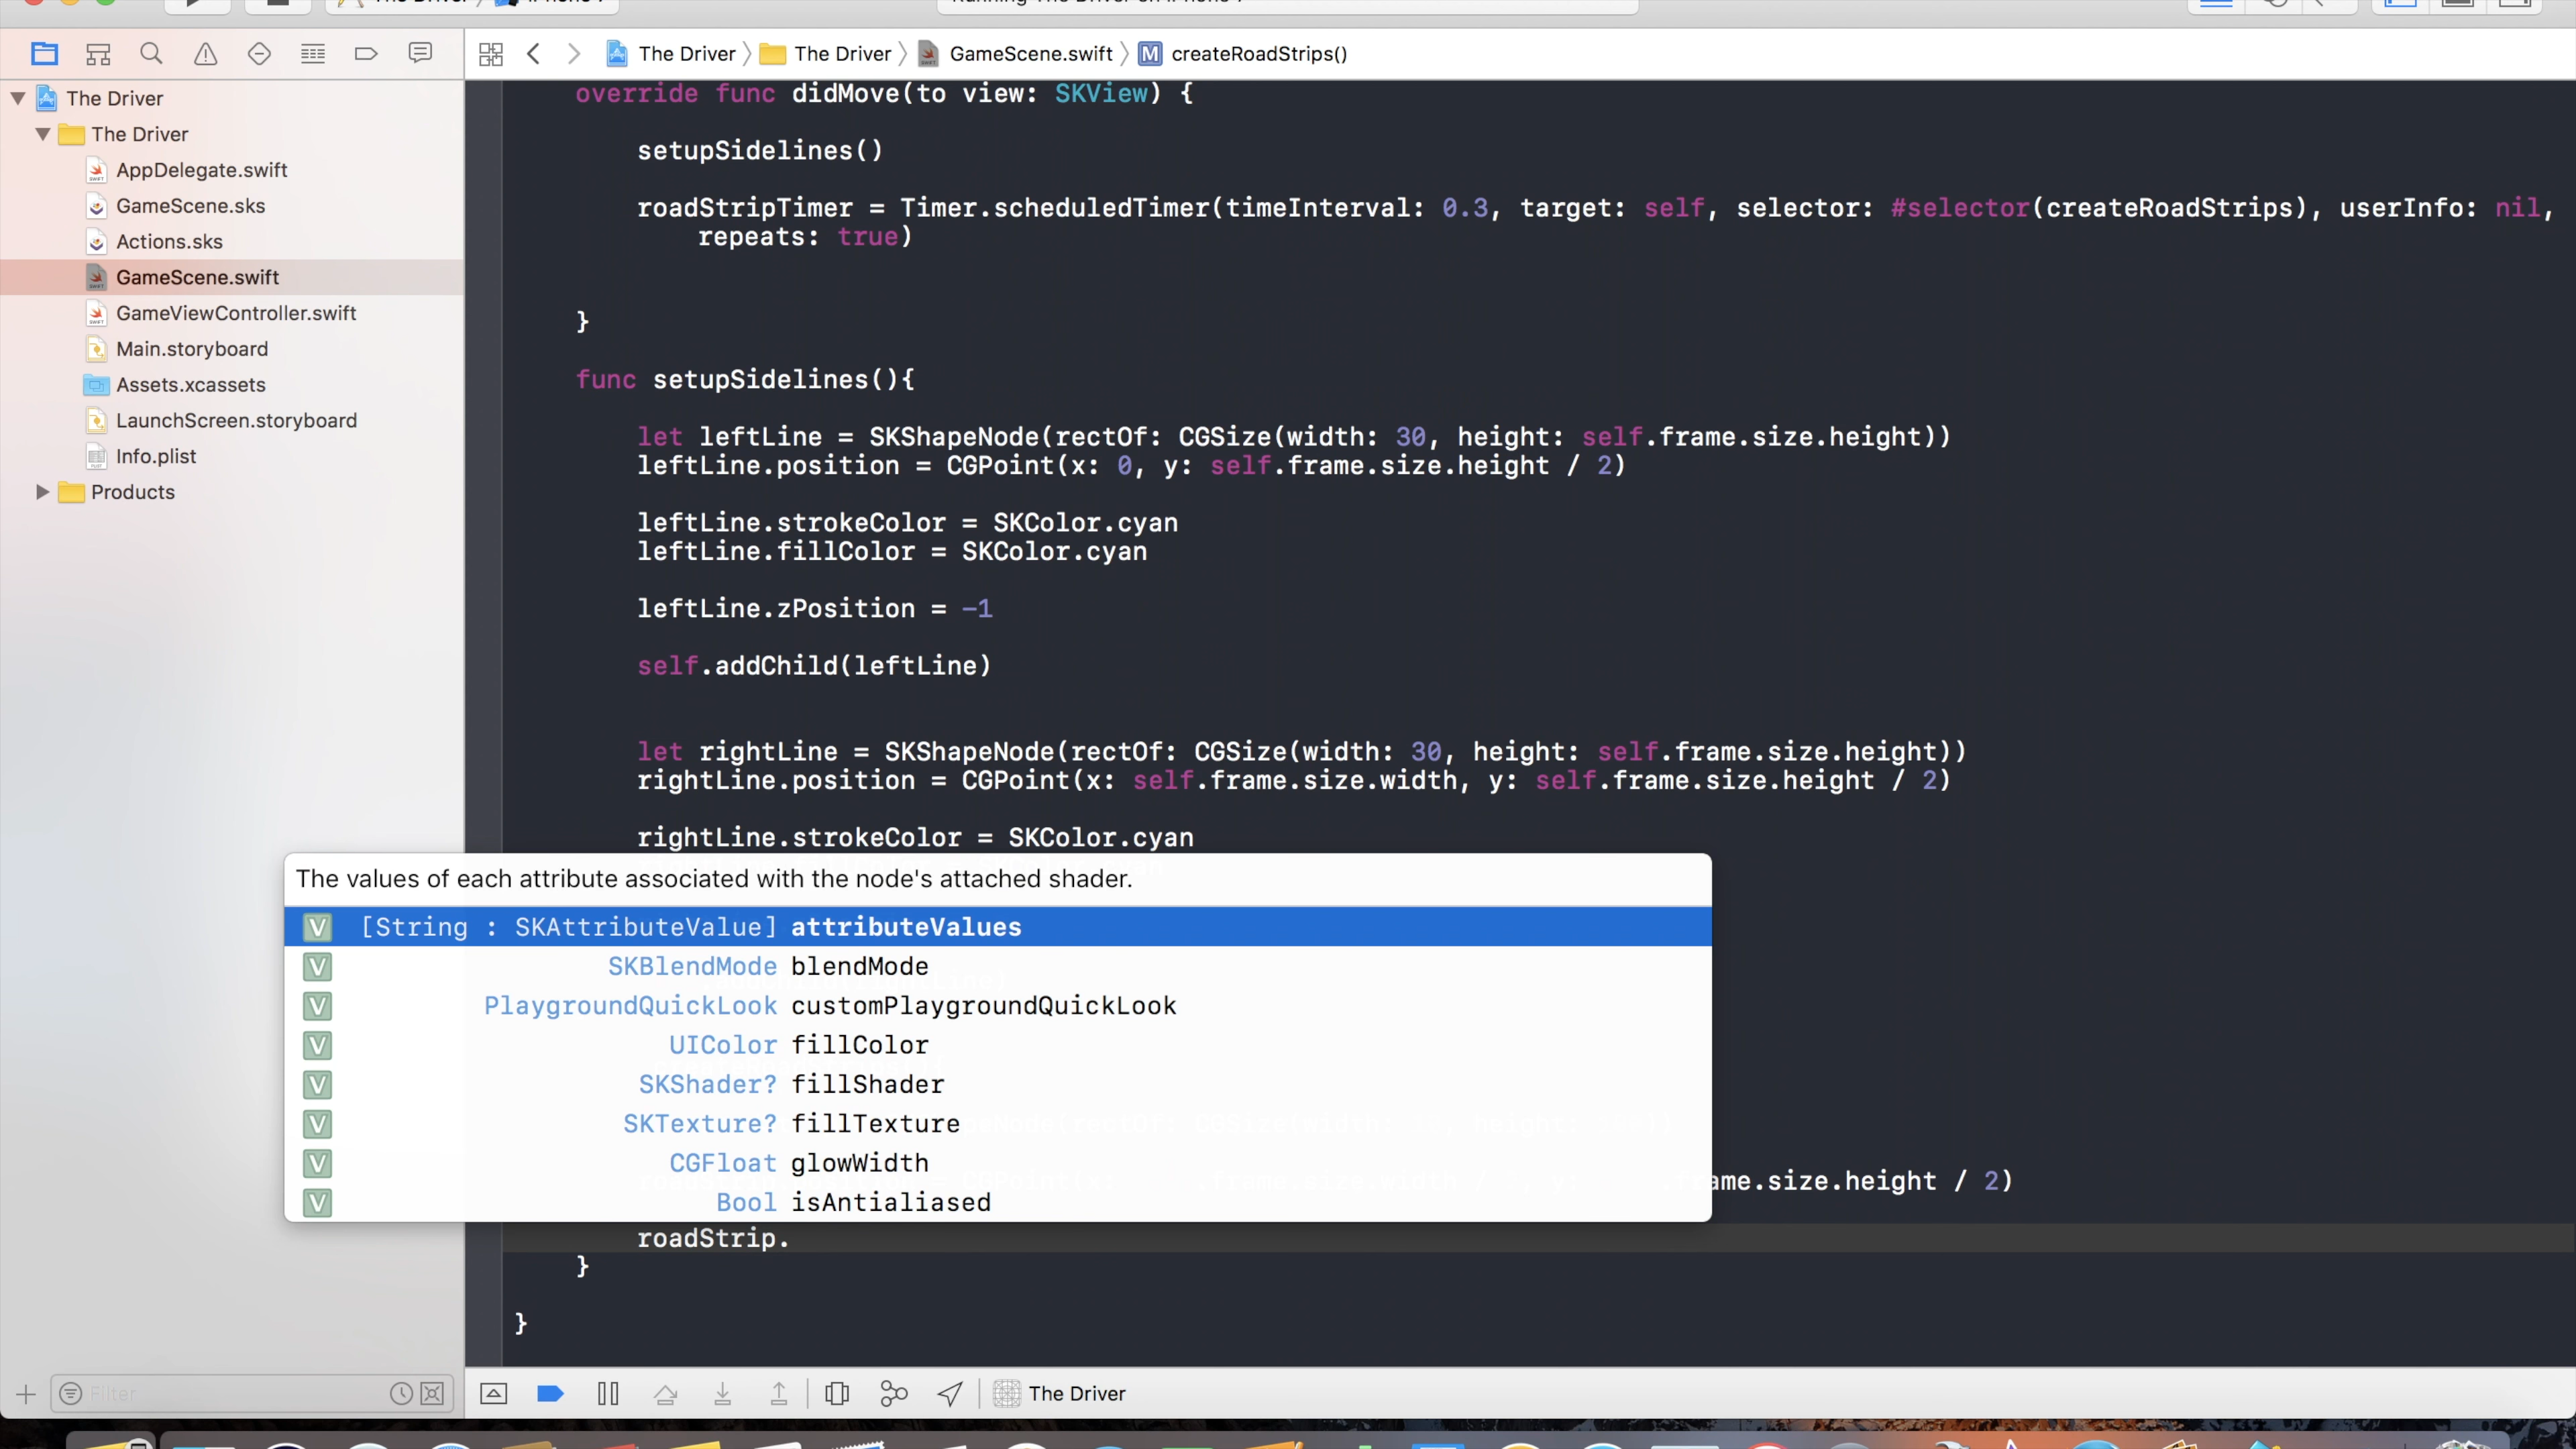 The Driver The Driver GameScene.swift M createRoadStrips()
The Driver
The Driver
AppDelegate.swift
GameScene.sks
Actions.sks
GameScene.swift
GameViewController.swift
Main.storyboard
Assets.xcassets
LaunchScreen.storyboard
Info.plist
Products
override func didMove(to view: SKView) {
setupSidelines()
roadStripTimer = Timer.scheduledTimer(timeInterval: 0.3, target: self, selector: #selector(createRoadStrips), userInfo: nil,
repeats: true)
}
func setupSidelines(){
let leftLine = SKShapeNode(rectOf: CGSize(width: 30, height: self.frame.size.height))
leftLine.position = CGPoint(x: 0, y: self.frame.size.height / 2)
leftLine.strokeColor = SKColor.cyan
leftLine.fillColor = SKColor.cyan
leftLine.zPosition = -1
self.addChild(leftLine)
let rightLine = SKShapeNode(rectOf: CGSize(width: 30, height: self.frame.size.height))
rightLine.position = CGPoint(x: self.frame.size.width, y: self.frame.size.height / 2)
rightLine.strokeColor = SKColor.cyan
The values of each attribute associated with the node's attached shader.
V [String : SKAttributeValue] attributeValues
V SKBlendMode blendMode
V PlaygroundQuickLook customPlaygroundQuickLook
V UIColor fillColor
V SKShader? fillShader
V SKTexture? fillTexture
V CGFloat glowWidth
V Bool isAntialiased
ame.size.height / 2)
roadStrip.
}
}
Filter
The Driver